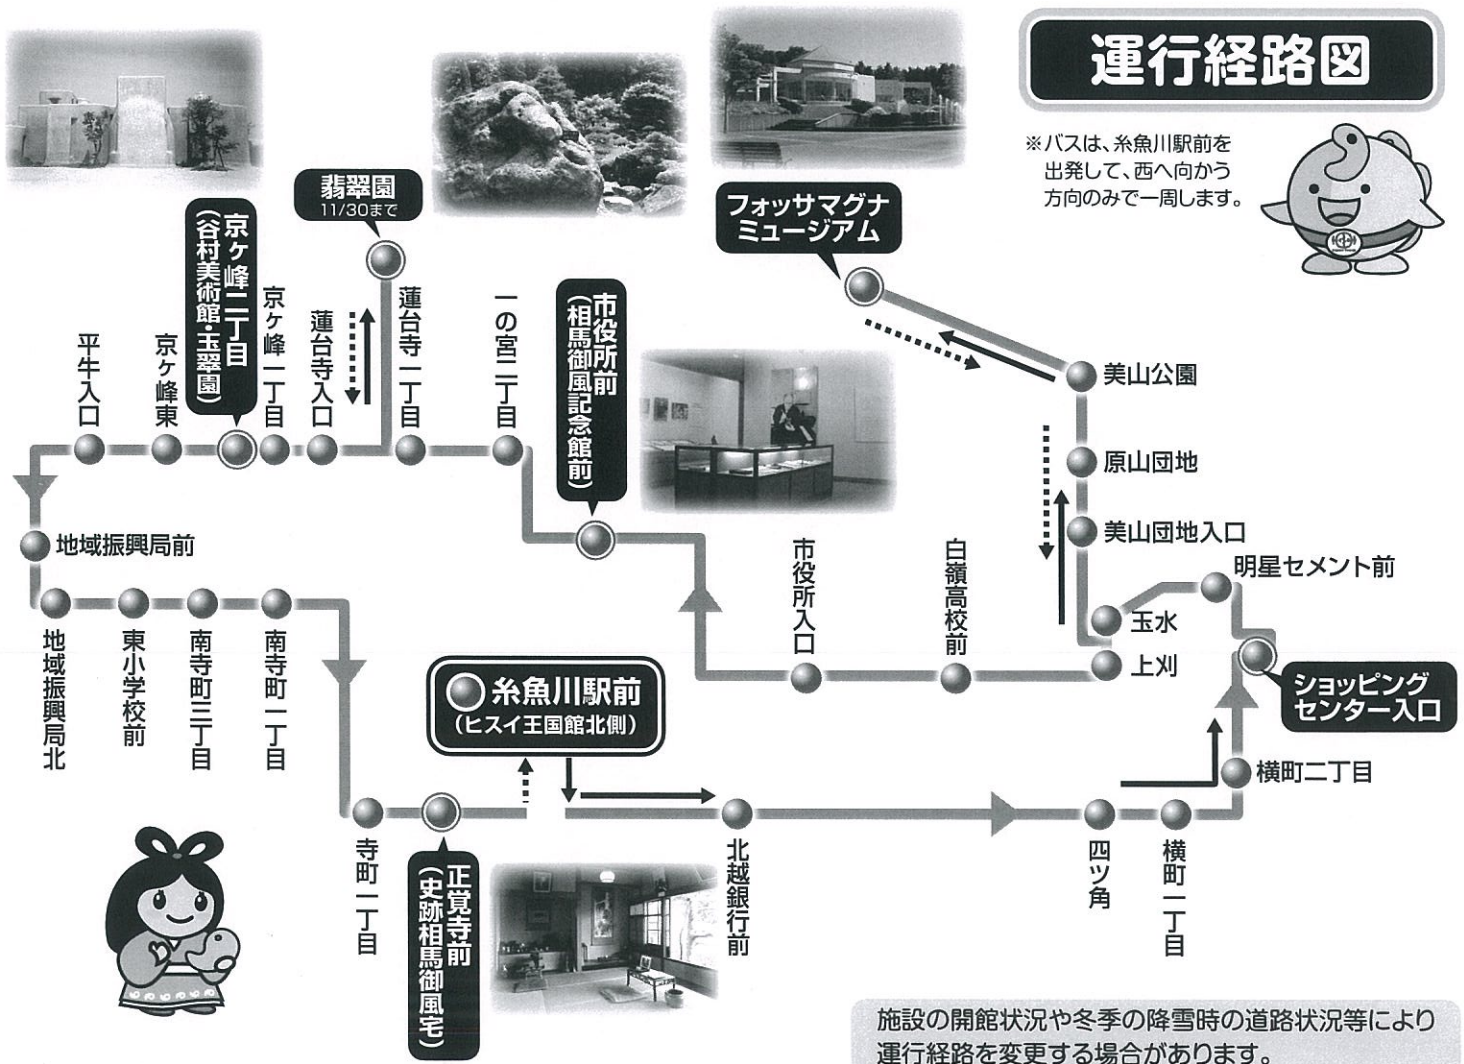 運行経路図
※バスは、糸魚川駅前を
出発して、西へ向かう
方向のみで一周します。
翡翠園
11/30まで
フォッサマグナ
ミュージアム
京ヶ峰二丁目
(谷村美術館・玉翠園)
市役所前
(相馬御風記念館前)
平牛入口
京ヶ峰東
京ヶ峰一丁目
蓮台寺入口
蓮台寺一丁目
一の宮二丁目
美山公園
原山団地
美山団地入口
明星セメント前
玉水
上刈
ショッピング
センター入口
市役所入口
白嶺高校前
地域振興局前
地域振興局北
東小学校前
南寺町三丁目
南寺町一丁目
糸魚川駅前
(ヒスイ王国館北側)
横町二丁目
寺町一丁目
正覚寺前
(史跡相馬御風宅)
北越銀行前
四ツ角
横町一丁目
施設の開館状況や冬季の降雪時の道路状況等により
運行経路を変更する場合があります。